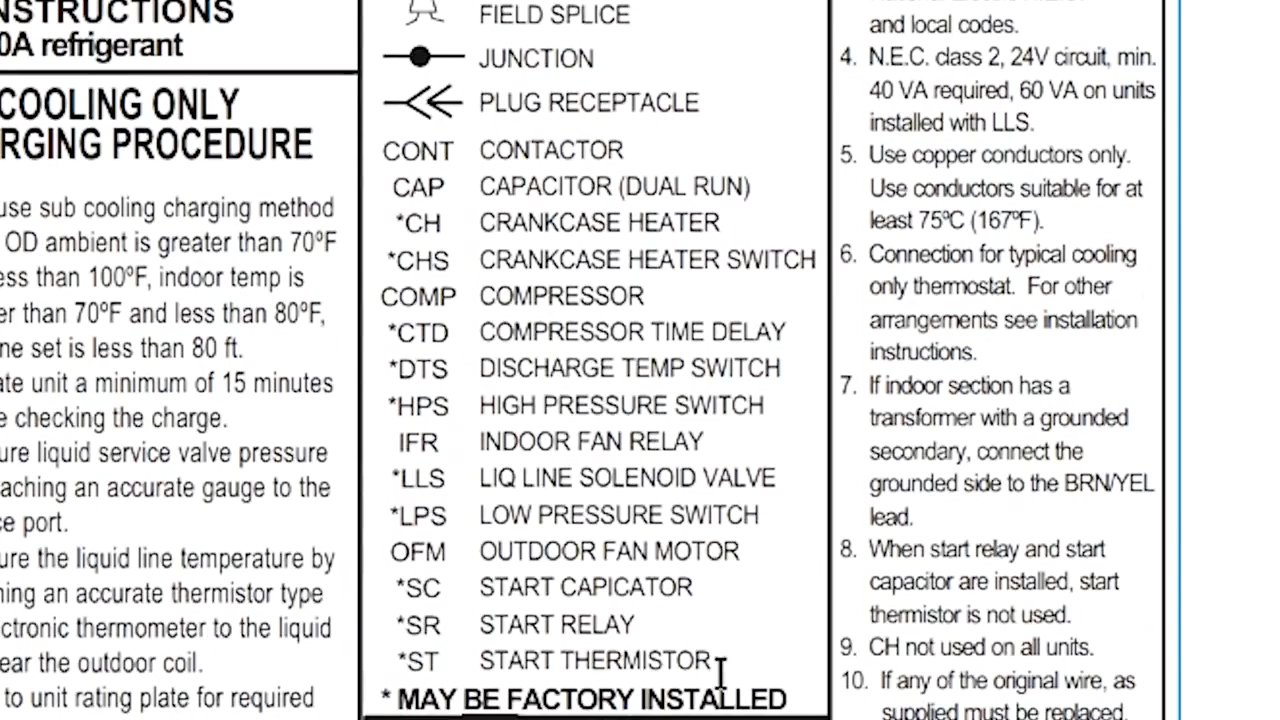 NSTRUCTIONS
0A refrigerant
COOLING ONLY
RGING PROCEDURE
use sub cooling charging method
OD ambient is greater than 70ºF
ess than 100ºF, indoor temp is
er than 70ºF and less than 80ºF,
ne set is less than 80 ft.
ate unit a minimum of 15 minutes
e checking the charge.
ure liquid service valve pressure
aching an accurate gauge to the
ce port.
ure the liquid line temperature by
hing an accurate thermistor type
ectronic thermometer to the liquid
ear the outdoor coil.
to unit rating plate for required
FIELD SPLICE
JUNCTION
PLUG RECEPTACLE
CONT CONTACTOR
CAP CAPACITOR (DUAL RUN)
*CH CRANKCASE HEATER
*CHS CRANKCASE HEATER SWITCH
COMP COMPRESSOR
*CTD COMPRESSOR TIME DELAY
*DTS DISCHARGE TEMP SWITCH
*HPS HIGH PRESSURE SWITCH
IFR INDOOR FAN RELAY
*LLS LIQ LINE SOLENOID VALVE
*LPS LOW PRESSURE SWITCH
OFM OUTDOOR FAN MOTOR
*SC START CAPICATOR
*SR START RELAY
*ST START THERMISTOR
* MAY BE FACTORY INSTALLED
and local codes.
4. N.E.C. class 2, 24V circuit, min.
40 VA required, 60 VA on units
installed with LLS.
5. Use copper conductors only.
Use conductors suitable for at
least 75ºC (167ºF).
6. Connection for typical cooling
only thermostat. For other
arrangements see installation
instructions.
7. If indoor section has a
transformer with a grounded
secondary, connect the
grounded side to the BRN/YEL
lead.
8. When start relay and start
capacitor are installed, start
thermistor is not used.
9. CH not used on all units.
10. If any of the original wire, as
supplied must be replaced,